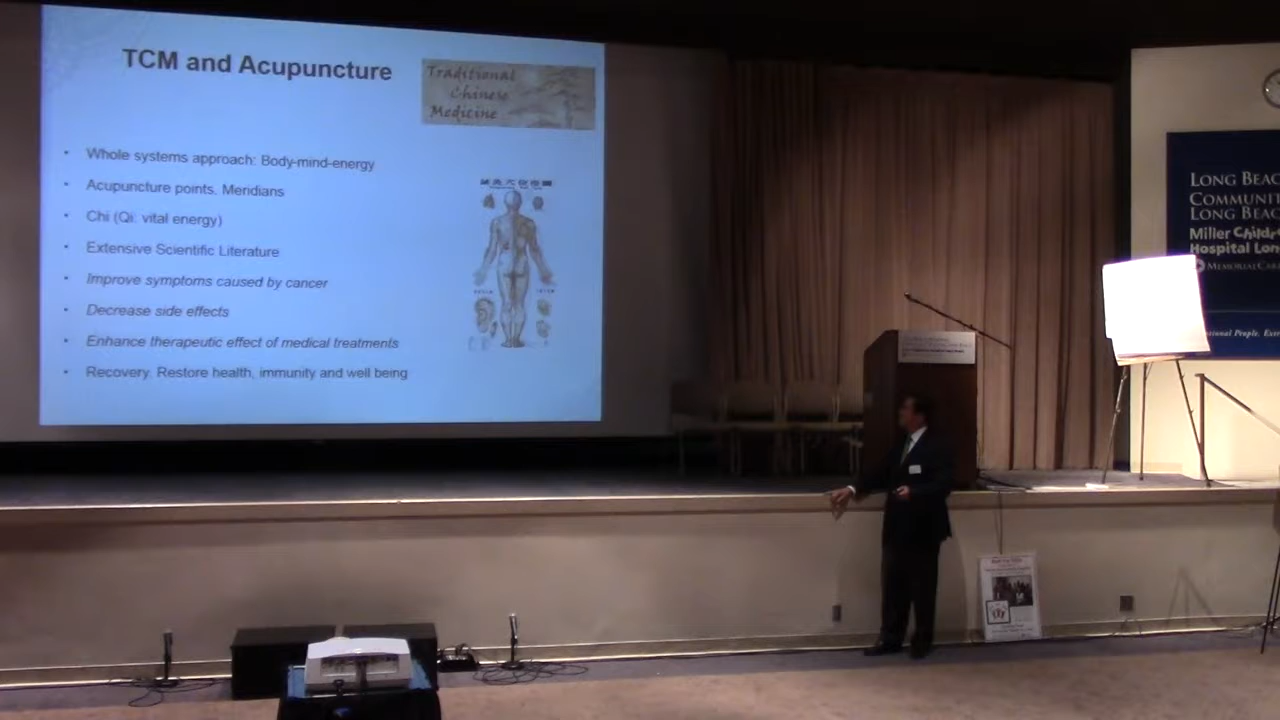 TCM and Acupuncture
Traditional
Chinese
Medicine
Whole systems approach: Body-mind-energy
Acupuncture points. Meridians
Chi (Qi: vital energy)
Extensive Scientific Literature
Improve symptoms caused by cancer
Decrease side effects
Enhance therapeutic effect of medical treatments
Recovery. Restore health, immunity and well being
LONG BEAC
COMMUNIT
LONG BEAC
Miller Childre
Hospital Lon
MEMORIALCARE